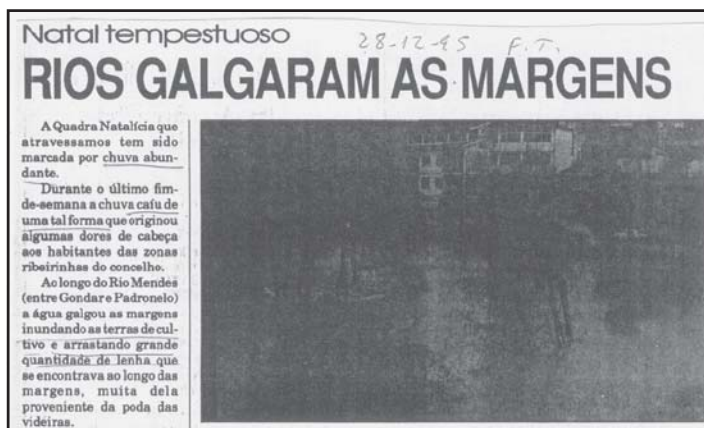 Natal tempestuoso
28-12-95 F.T.
RIOS GALGARAM AS MARGENS
A Quadra Natalícia que
atravessamos tem sido
marcada por chuva abun-
dante.
Durante o último fim-
de-semana a chuva caíu de
uma tal forma que originou
algumas dores de cabeça
aos habitantes das zonas
ribeirinhas do concelho.
Ao longo do Rio Mendes
(entre Gondar e Padronelo)
a água galgou as margens
inundando as terras de cul-
tivo e arrastando grande
quantidade de lenha que
se encontrava ao longo das
margens, muita dela
proveniente da poda das
videiras.